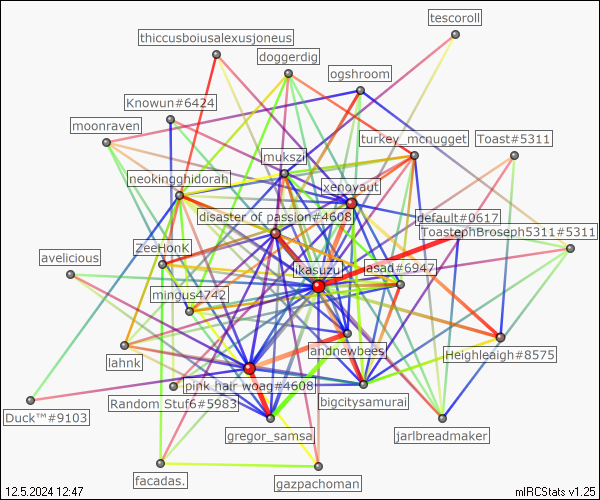 tescoroll
thiccusboiusalexusjoneus
doggerdig
ogshroom
Knowun#6424
moonraven
turkey_mcnugget
Toast#5311
mukszil
neokingghidorah
xenoyaut
disaster of passion#4608
default#0617
ToastephBroseph5311#5311
ZeeHonK
avelicious
ikasuzu
asad#6947
mingus4742
andnewbees
Heighleaigh#8575
lahnk
pink hair woag#4608
Random Stuf6#5983
bigcitysamurai
Duck™#9103
gregor_samsa
jarlbreadmaker
facadas.
gazpachoman
12.5.2024 12:47
mIRCStats v1.25